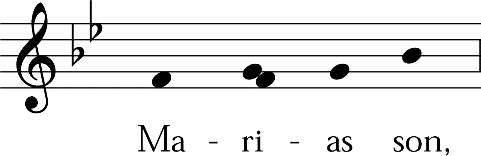 Ma - ri - as son,